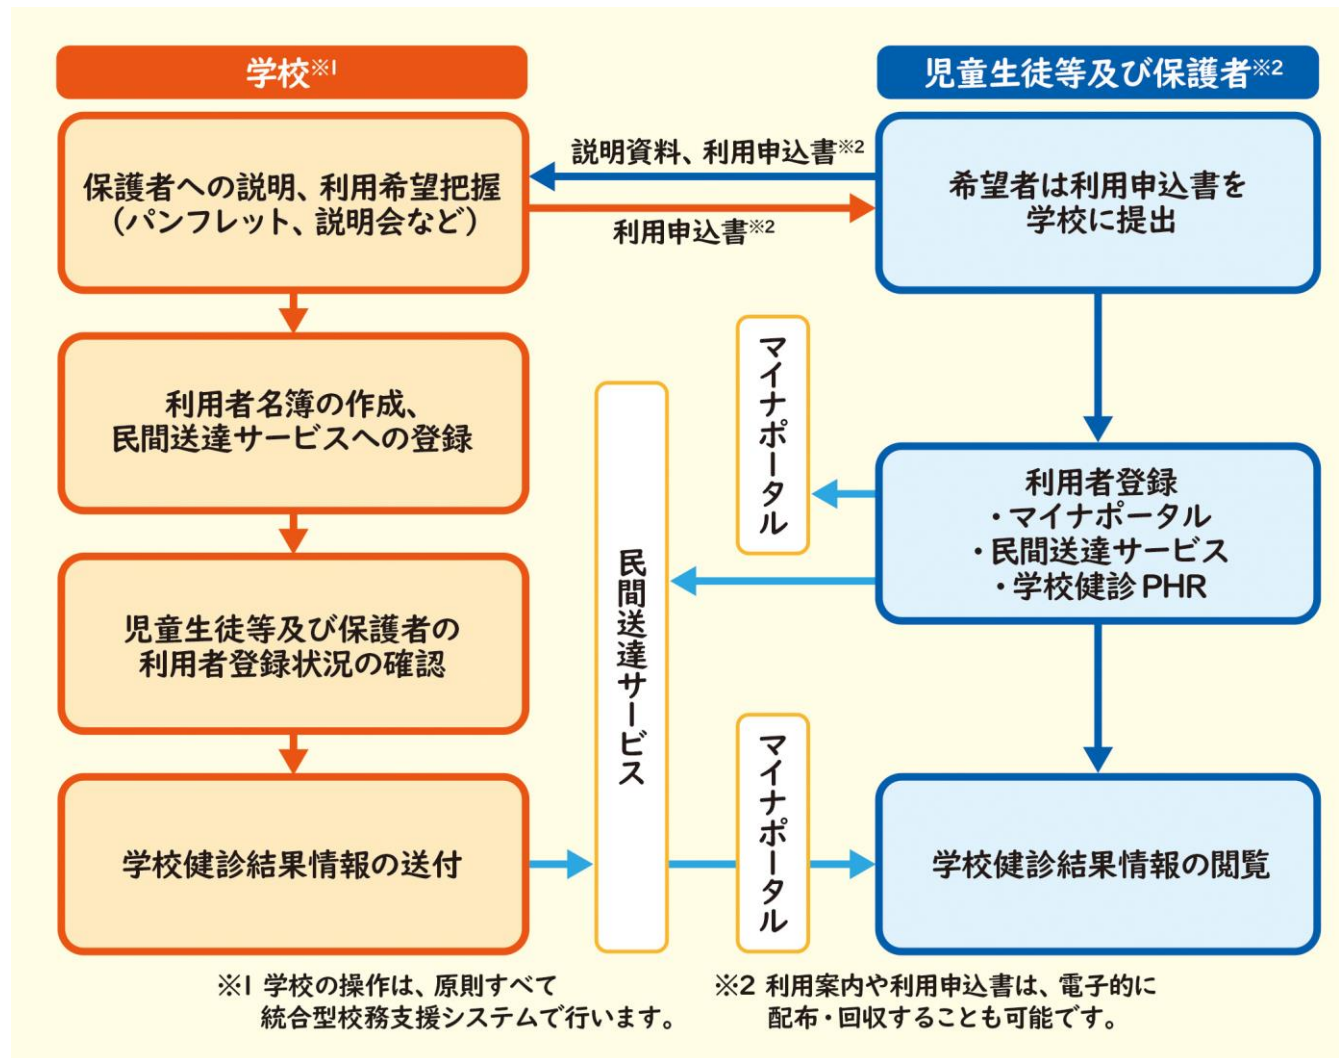 学校※1
児童生徒等及び保護者※2
保護者への説明、利用希望把握
(パンフレット、説明会など)
説明資料、利用申込書※2
利用申込書※2
希望者は利用申込書を
学校に提出
利用者名簿の作成、
民間送達サービスへの登録
マイナポータル
利用者登録
・マイナポータル
・民間送達サービス
・学校健診PHR
民間送達サービス
児童生徒等及び保護者の
利用者登録状況の確認
学校健診結果情報の送付
マイナポータル
学校健診結果情報の閲覧
※1 学校の操作は、原則すべて
統合型校務支援システムで行います。
※2 利用案内や利用申込書は、電子的に
配布・回収することも可能です。